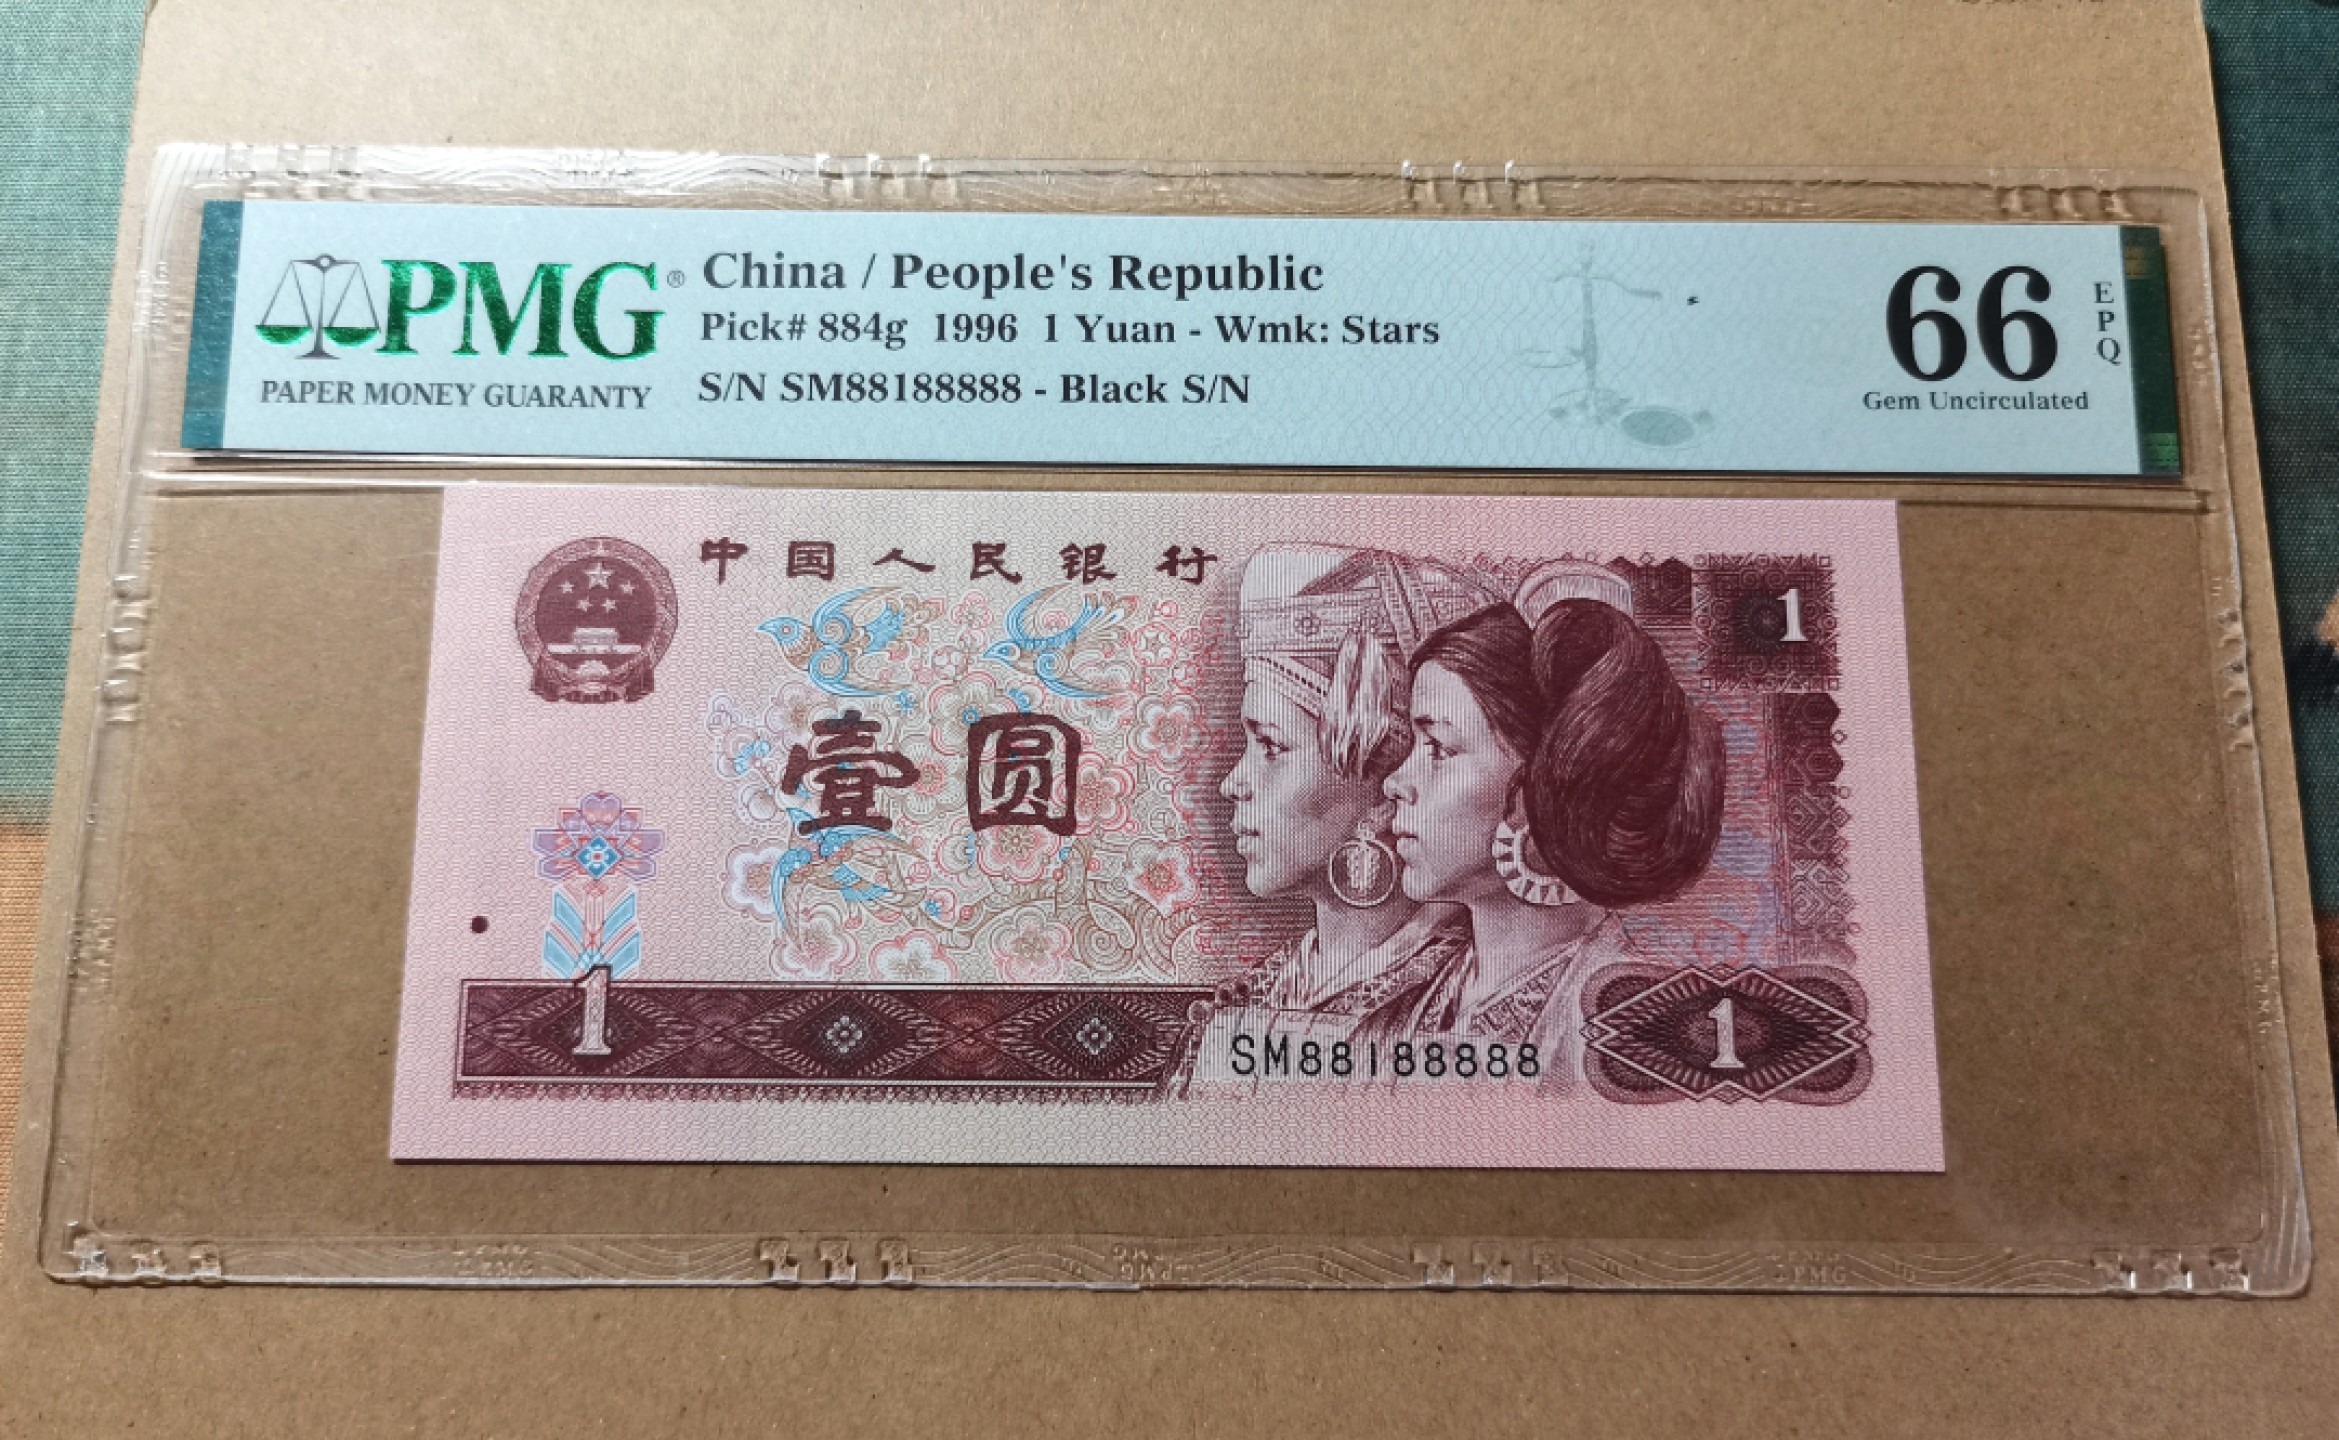 PMG®
PAPER MONEY GUARANTY
China / People's Republic
Pick# 884g 1996 1 Yuan - Wmk: Stars
S/N SM88188888 - Black S/N
66
EPQ
Gem Uncirculated
中国人民银行
1
壹圆
1
SM88188888
1
PMG